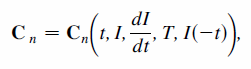 C_n = C_n(t, I, dI/dt, T, I(−t)),